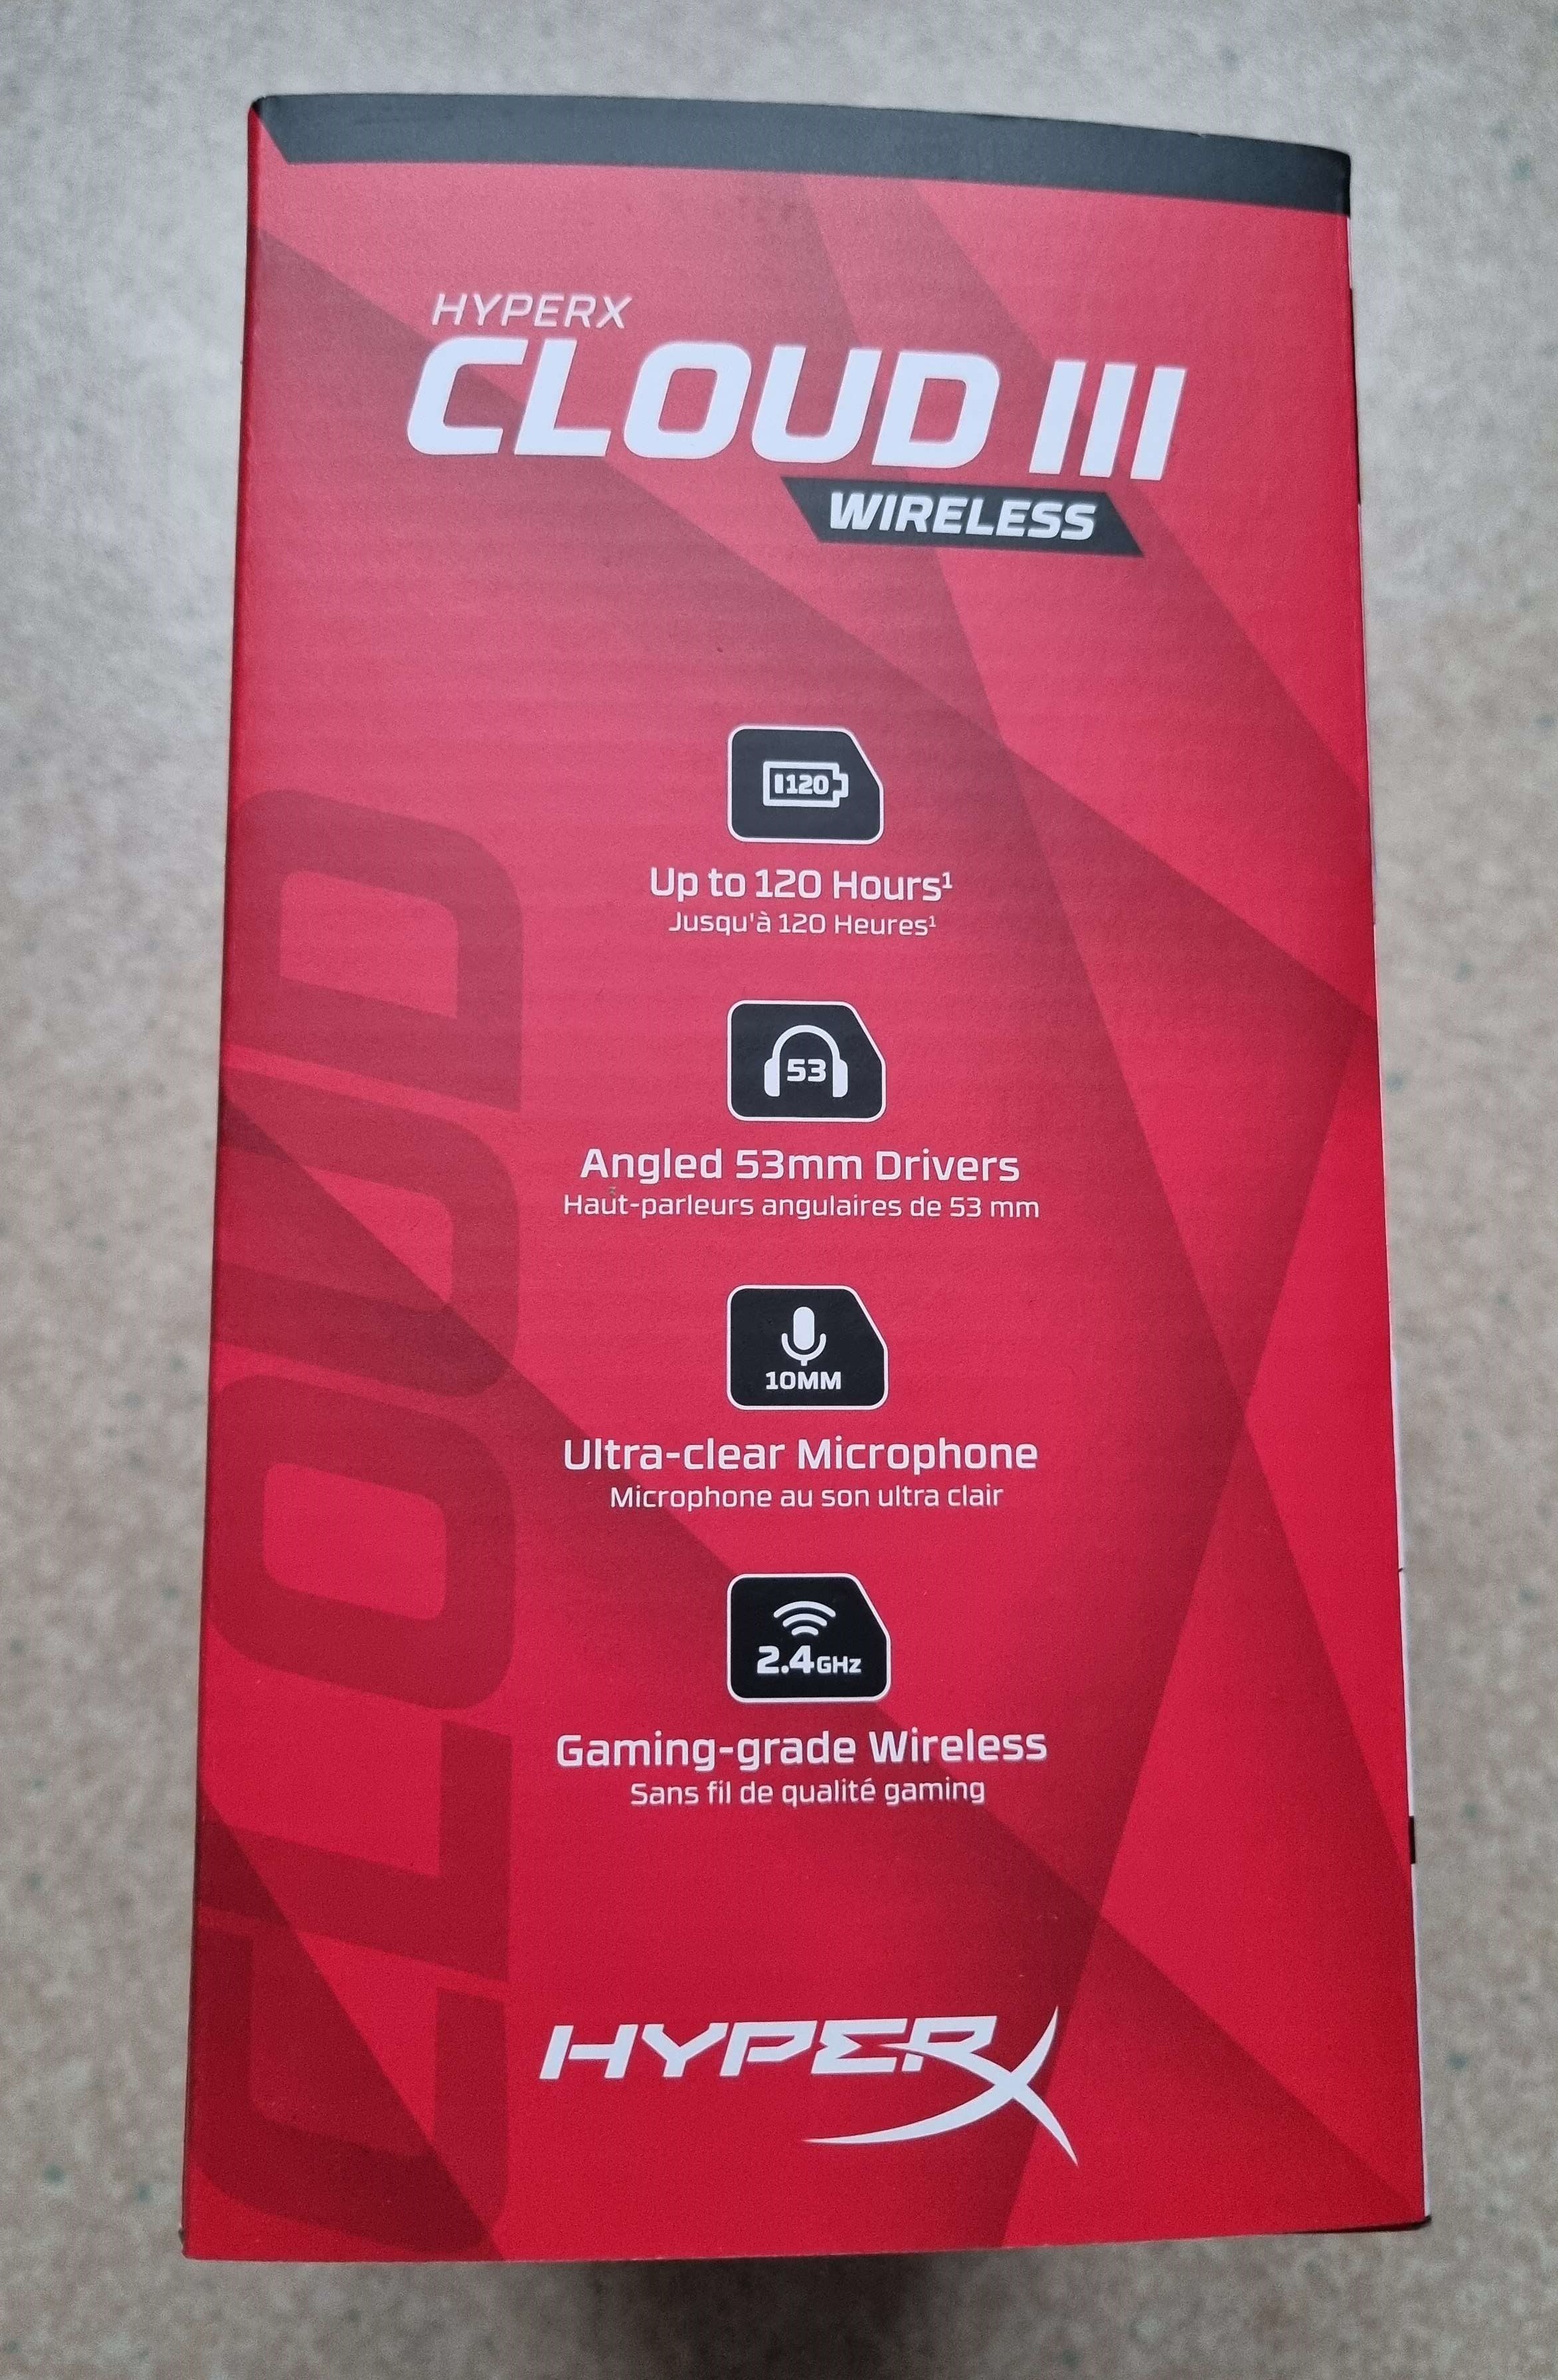 HYPERX
CLOUD III
WIRELESS
120
Up to 120 Hours¹
Jusqu'à 120 Heures¹
53
Angled 53mm Drivers
Haut-parleurs angulaires de 53 mm
10MM
Ultra-clear Microphone
Microphone au son ultra clair
2.4GHz
Gaming-grade Wireless
Sans fil de qualité gaming
HYPERX
CLOUD